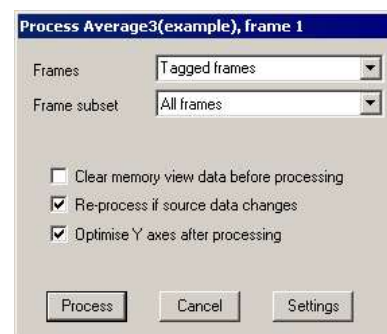 Process Average3(example), frame 1
Frames Tagged frames
Frame subset All frames
Clear memory view data before processing
Re-process if source data changes
Optimise Y axes after processing
Process Cancel Settings